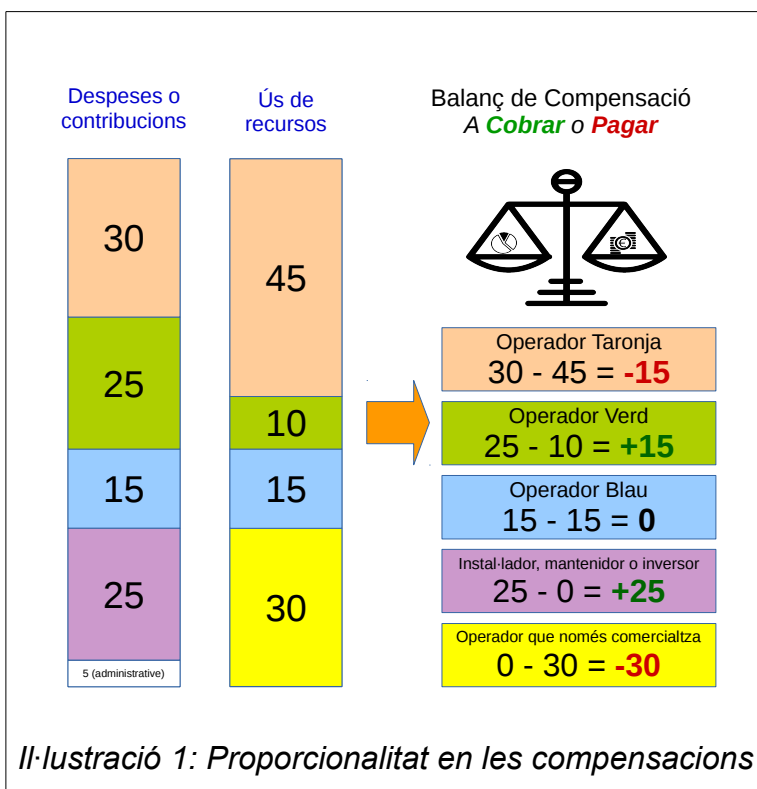 Despeses o
contribucions
Ús de
recursos
Balanç de Compensació
A Cobrar o Pagar
30
25
15
25
5 (administrative)
45
10
15
30
Operador Taronja
30 - 45 = -15
Operador Verd
25 - 10 = +15
Operador Blau
15 - 15 = 0
Instal·lador, mantenidor o inversor
25 - 0 = +25
Operador que només comercialtza
0 - 30 = -30
Il·lustració 1: Proporcionalitat en les compensacions